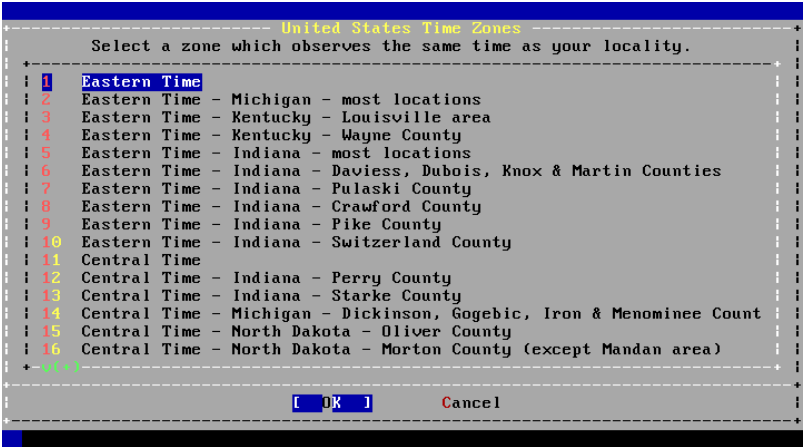 United States Time Zones
Select a zone which observes the same time as your locality.
1 Eastern Time
2 Eastern Time - Michigan - most locations
3 Eastern Time - Kentucky - Louisville area
4 Eastern Time - Kentucky - Wayne County
5 Eastern Time - Indiana - most locations
6 Eastern Time - Indiana - Daviess, Dubois, Knox & Martin Counties
7 Eastern Time - Indiana - Pulaski County
8 Eastern Time - Indiana - Crawford County
9 Eastern Time - Indiana - Pike County
10 Eastern Time - Indiana - Switzerland County
11 Central Time
12 Central Time - Indiana - Perry County
13 Central Time - Indiana - Starke County
14 Central Time - Michigan - Dickinson, Gogebic, Iron & Menominee Count
15 Central Time - North Dakota - Oliver County
16 Central Time - North Dakota - Morton County (except Mandan area)
v(+)
[ OK ] Cancel